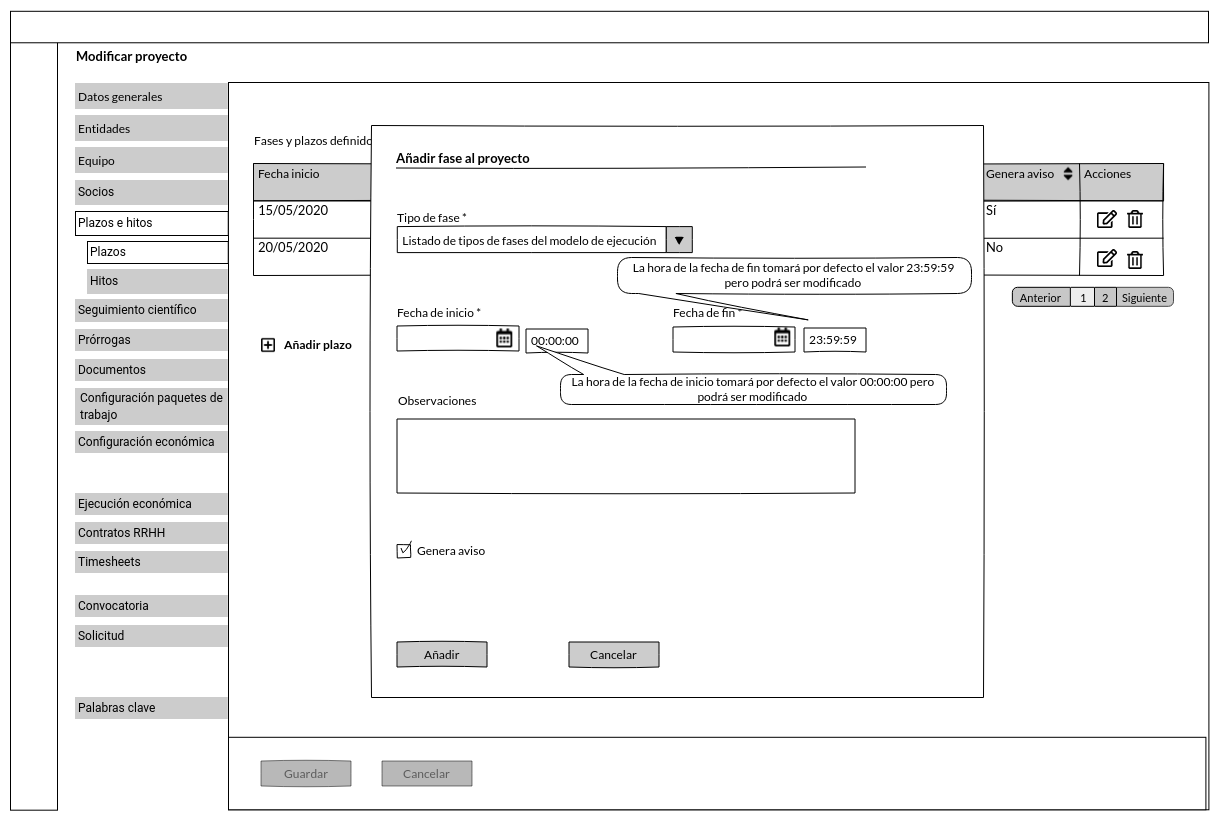 Modificar proyecto
Datos generales
Entidades
Equipo
Socios
Plazos e hitos
Plazos
Hitos
Seguimiento científico
Prórrogas
Documentos
Configuración paquetes de
trabajo
Configuración económica
Ejecución económica
Contratos RRHH
Timesheets
Convocatoria
Solicitud
Palabras clave
Fases y plazos definido
Fecha inicio
Genera aviso
Acciones
15/05/2020
Sí
20/05/2020
No
Anterior
1
2
Siguiente
Añadir plazo
Añadir fase al proyecto
Tipo de fase *
Listado de tipos de fases del modelo de ejecución
La hora de la fecha de fin tomará por defecto el valor 23:59:59
pero podrá ser modificado
Fecha de inicio *
00:00:00
Fecha de fin *
23:59:59
La hora de la fecha de inicio tomará por defecto el valor 00:00:00 pero
podrá ser modificado
Observaciones
Genera aviso
Añadir
Cancelar
Guardar
Cancelar